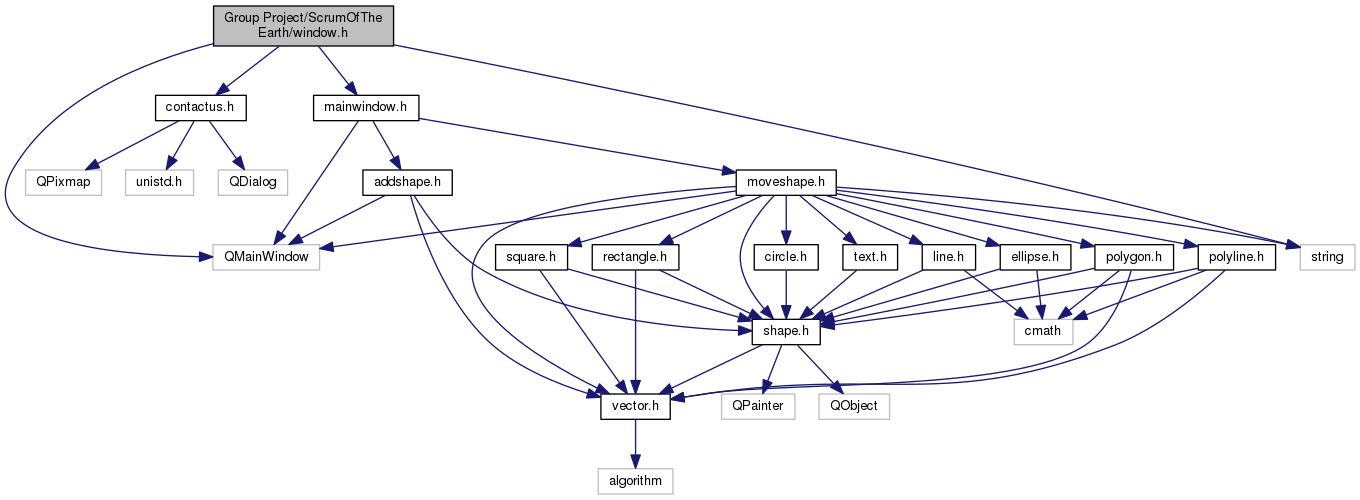 Group Project/ScrumOfThe
Earth/window.h
contactus.h
mainwindow.h
QPixmap
unistd.h
QDialog
addshape.h
moveshape.h
QMainWindow
square.h
rectangle.h
circle.h
text.h
line.h
ellipse.h
polygon.h
polyline.h
string
shape.h
cmath
vector.h
QPainter
QObject
algorithm